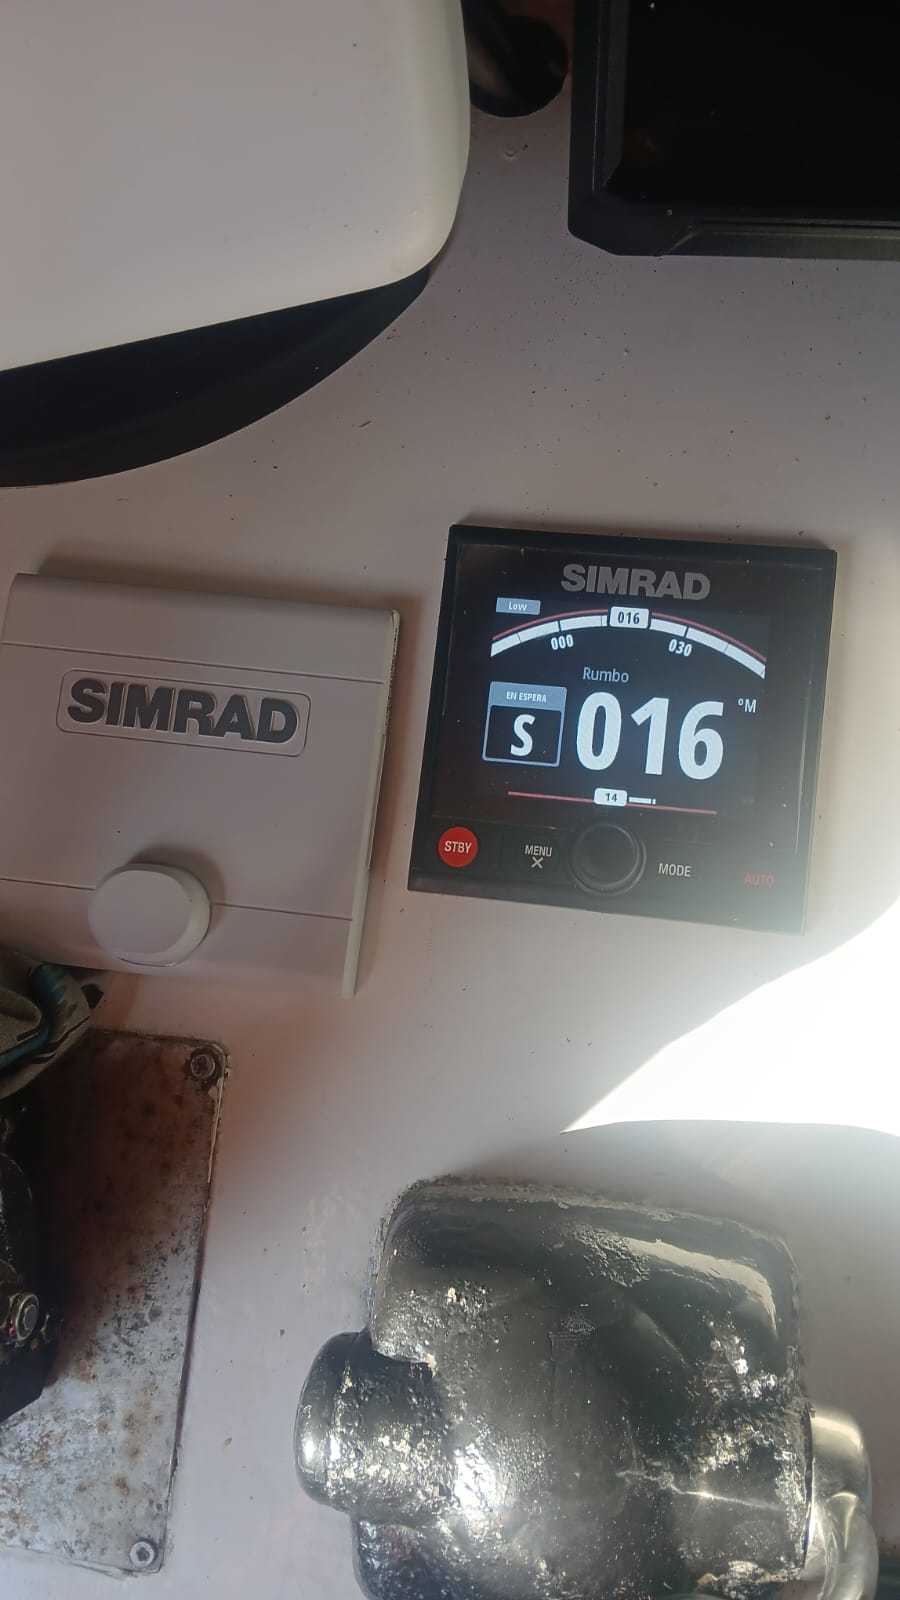 SIMRAD
SIMRAD
Low
016
000
030
Rumbo
EN ESPERA
S
016
°M
14
STBY
MENU
X
MODE
AUTO